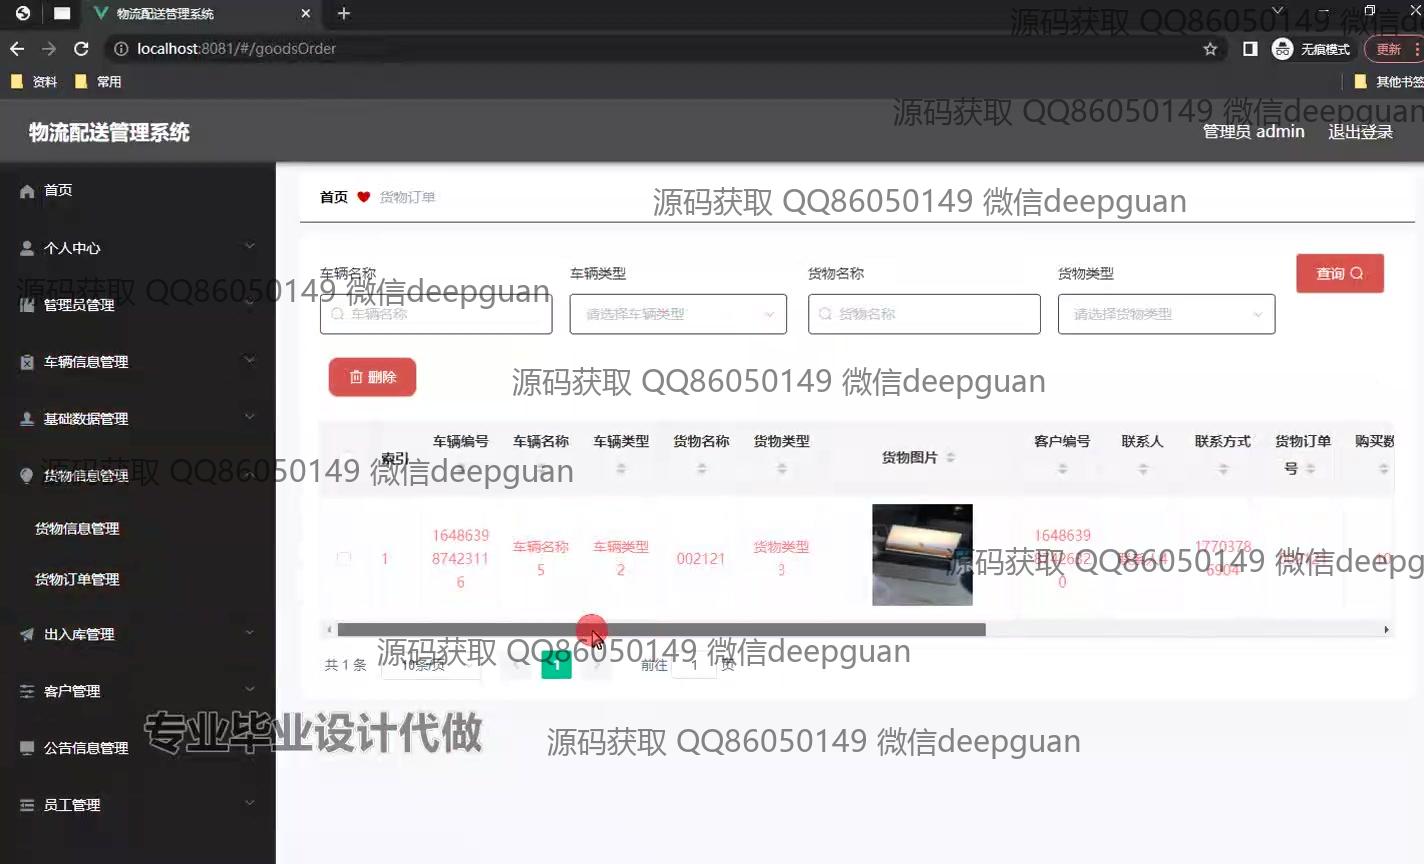 物流配送管理系统
localhost:8081/#/goodsOrder
无痕模式
更新
资料
常用
其他书签
源码获取 QQ86050149 微信de
源码获取 QQ86050149 微信deepguan
物流配送管理系统
管理员 admin
退出登录
首页
个人中心
管理员管理
车辆信息管理
基础数据管理
货物信息管理
货物信息管理
货物订单管理
出入库管理
客户管理
公告信息管理
员工管理
首页 货物订单
源码获取 QQ86050149 微信deepguan
车辆名称 车辆类型 货物名称 货物类型
查询
源码获取 QQ86050149 微信deepguan
车辆名称 请选择车辆类型 货物名称 请选择货物类型
删除
源码获取 QQ86050149 微信deepguan
索引 车辆编号 车辆名称 车辆类型 货物名称 货物类型 货物图片 客户编号 联系人 联系方式 货物订单号 购买数
源码获取 QQ86050149 微信deepguan
1 1648639 8742311 6 车辆名称 5 车辆类型 2 002121 货物类型 3 1648639 0 1770378 6904
源码获取 QQ86050149 微信deepg
源码获取 QQ86050149 微信deepguan
共 1 条 10条/页 1 前往 1 页
专业毕业设计代做
源码获取 QQ86050149 微信deepguan